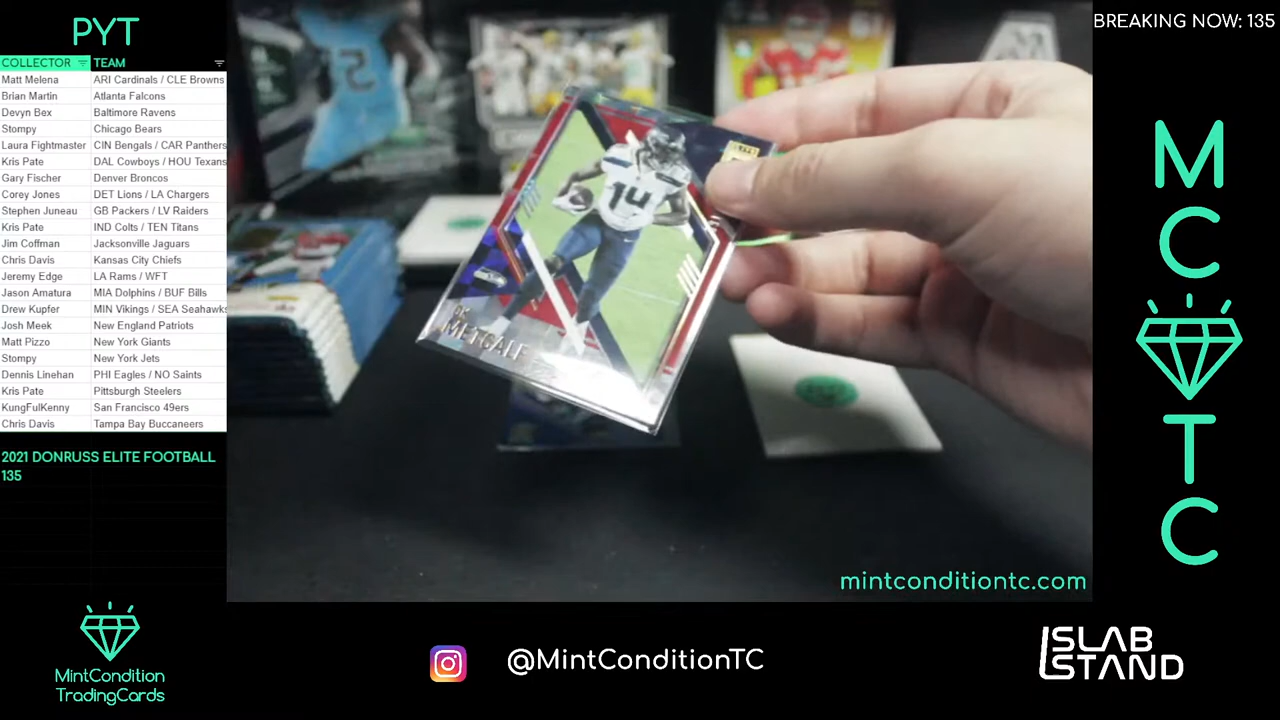 PYT
COLLECTOR TEAM
Matt Melena ARI Cardinals / CLE Browns
Brian Martin Atlanta Falcons
Devyn Bex Baltimore Ravens
Stompy Chicago Bears
Laura Fightmaster CIN Bengals / CAR Panthers
Kris Pate DAL Cowboys / HOU Texans
Gary Fischer Denver Broncos
Corey Jones DET Lions / LA Chargers
Stephen Juneau GB Packers / LV Raiders
Kris Pate IND Colts / TEN Titans
Jim Coffman Jacksonville Jaguars
Chris Davis Kansas City Chiefs
Jeremy Edge LA Rams / WFT
Jason Amatura MIA Dolphins / BUF Bills
Drew Kupfer MIN Vikings / SEA Seahawks
Josh Meek New England Patriots
Matt Pizzo New York Giants
Stompy New York Jets
Dennis Linehan PHI Eagles / NO Saints
Kris Pate Pittsburgh Steelers
KungFulKenny San Francisco 49ers
Chris Davis Tampa Bay Buccaneers
2021 DONRUSS ELITE FOOTBALL
135
BREAKING NOW: 135
ELITE
14
DK
METCALF
M
C
T
C
mintconditiontc.com
MintCondition
TradingCards
@MintConditionTC
SLAB
STAND